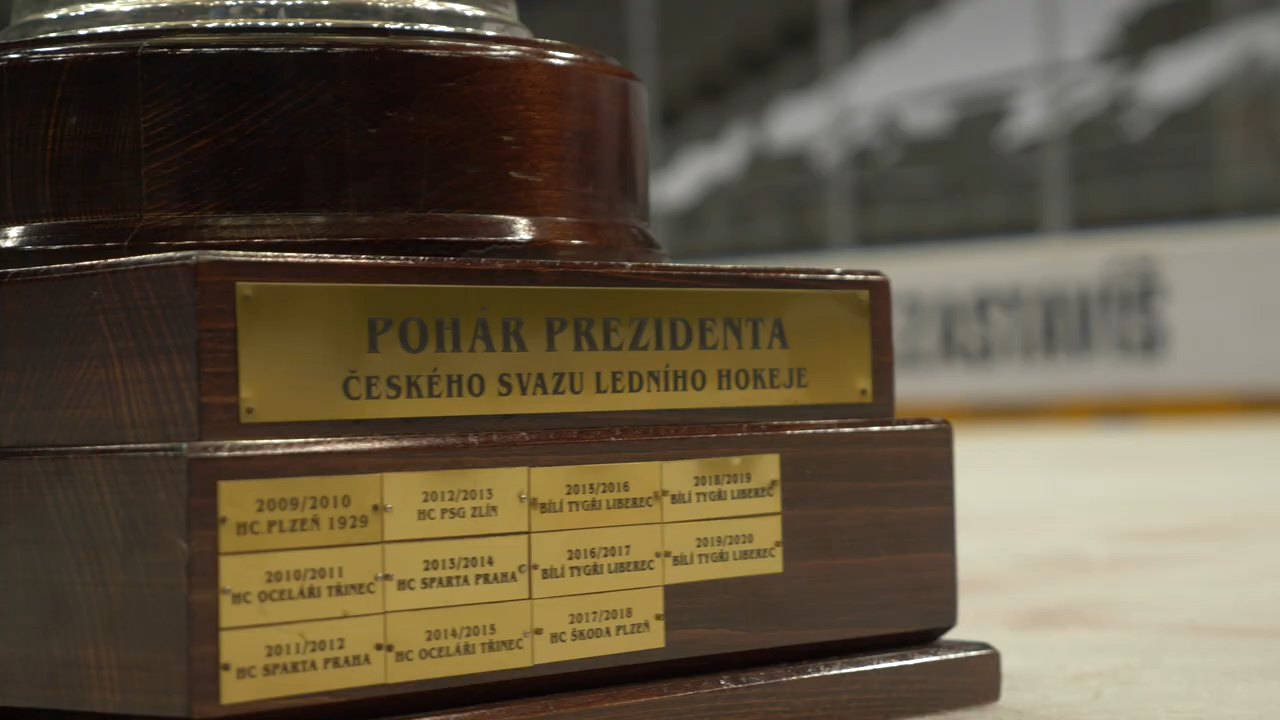 POHÁR PREZIDENTA
ČESKÉHO SVAZU LEDNÍHO HOKEJE
2009/2010
HC PLZEŇ 1929
2010/2011
HC OCELÁŘI TŘINEC
2011/2012
HC SPARTA PRAHA
2012/2013
HC PSG ZLÍN
2013/2014
HC SPARTA PRAHA
2014/2015
HC OCELÁŘI TŘINEC
2015/2016
BÍLÍ TYGŘI LIBEREC
2016/2017
BÍLÍ TYGŘI LIBEREC
2017/2018
HC ŠKODA PLZEŇ
2018/2019
BÍLÍ TYGŘI LIBEREC
2019/2020
BÍLÍ TYGŘI LIBEREC